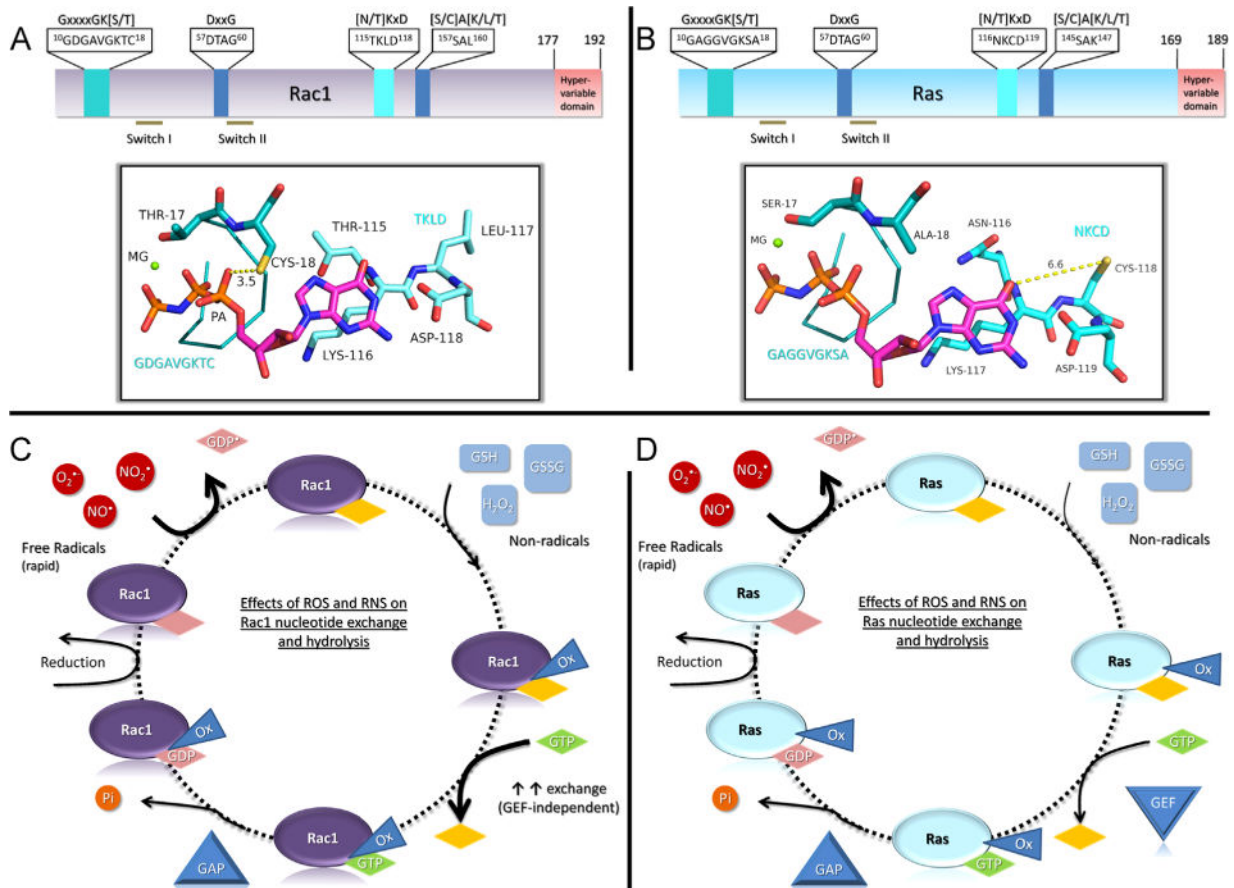 A
GxxxxGK[S/T]
DxxG
[N/T]KxD
[S/C]A[K/L/T]
¹⁰GDGAVGKTC¹⁸
⁵⁷DTAG⁶⁰
¹¹⁵TKLD¹¹⁸
¹⁵⁷SAL¹⁶⁰
177
192
Rac1
Hyper-
variable
domain
Switch I
Switch II
THR-17
MG
CYS-18
3.5
PA
THR-115
TKLD
LEU-117
ASP-118
LYS-116
GDGAVGKTC
B
GxxxxGK[S/T]
DxxG
[N/T]KxD
[S/C]A[K/L/T]
¹⁰GAGGVGKSA¹⁸
⁵⁷DTAG⁶⁰
¹¹⁶NKCD¹¹⁹
¹⁴⁵SAK¹⁴⁷
169
189
Ras
Hyper-
variable
domain
Switch I
Switch II
SER-17
MG
ALA-18
ASN-116
NKCD
6.6
CYS-118
GAGGVGKSA
LYS-117
ASP-119
C
O₂•-
NO₂•
NO•
GDP•
Free Radicals
(rapid)
Rac1
GSH
GSSG
H₂O₂
Non-radicals
Rac1
Reduction
Effects of ROS and RNS on
Rac1 nucleotide exchange
and hydrolysis
Rac1
Ox
Rac1
Ox
GDP
GTP
↑ ↑ exchange
(GEF-independent)
Pi
GAP
Rac1
Ox
GTP
D
O₂•-
NO₂•
NO•
GDP•
Free Radicals
(rapid)
Ras
GSH
GSSG
H₂O₂
Non-radicals
Ras
Reduction
Effects of ROS and RNS on
Ras nucleotide exchange
and hydrolysis
Ras
Ox
Ras
Ox
GDP
GTP
GEF
Pi
GAP
Ras
Ox
GTP